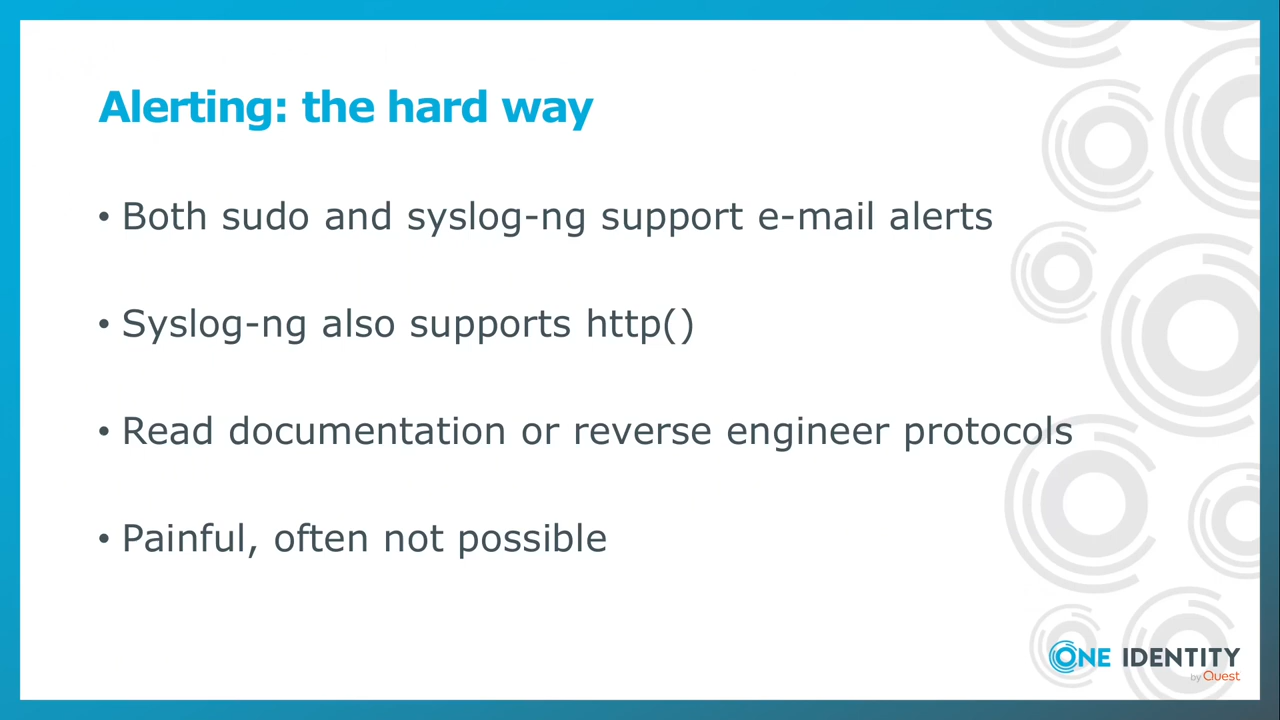 Alerting: the hard way
• Both sudo and syslog-ng support e-mail alerts
• Syslog-ng also supports http()
• Read documentation or reverse engineer protocols
• Painful, often not possible
ONE IDENTITY
by Quest